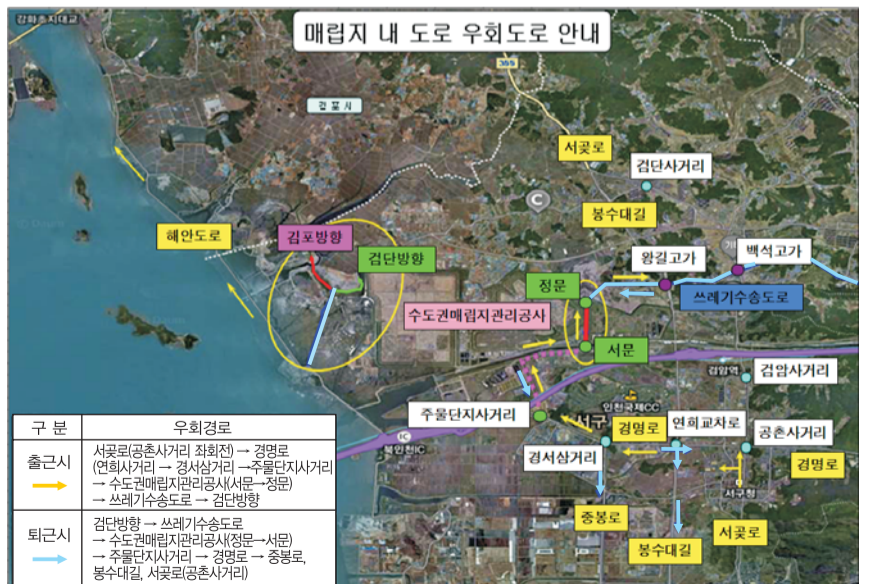 강화초지대교
매립지 내 도로 우회도로 안내
355
김포시
서곶로
검단사거리
봉수대길
해안도로
김포방향
검단방향
왕길고가
백석고가
정문
쓰레기수송도로
수도권매립지관리공사
서문
검암역
검암사거리
인천국제CC
주물단지사거리
서구
경명로
연희교차로
공촌사거리
IC
북인천IC
경서삼거리
경명로
서구청
중봉로
서곶로
봉수대길
구 분 우회경로
출근시
서곶로(공촌사거리 좌회전) → 경명로
(연희사거리 → 경서삼거리 →주물단지사거리
→ 수도권매립지관리공사(서문→정문)
→ 쓰레기수송도로 → 검단방향
퇴근시
검단방향 → 쓰레기수송도로
→ 수도권매립지관리공사(정문→서문)
→ 주물단지사거리 → 경명로 → 중봉로,
봉수대길, 서곶로(공촌사거리)